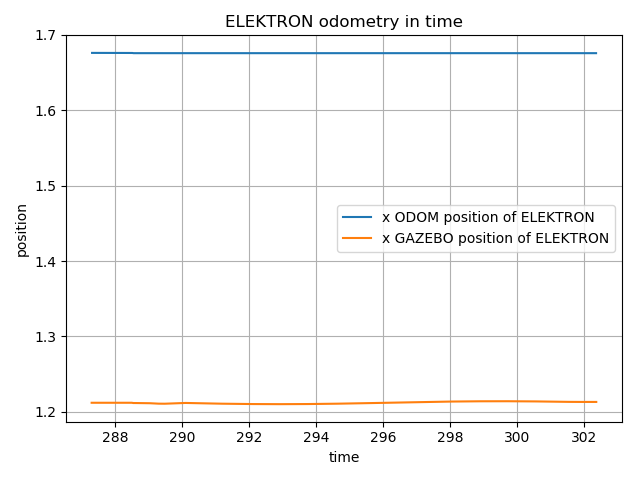 ELEKTRON odometry in time
1.7
1.6
1.5
1.4
1.3
1.2
position
x ODOM position of ELEKTRON
x GAZEBO position of ELEKTRON
288 290 292 294 296 298 300 302
time